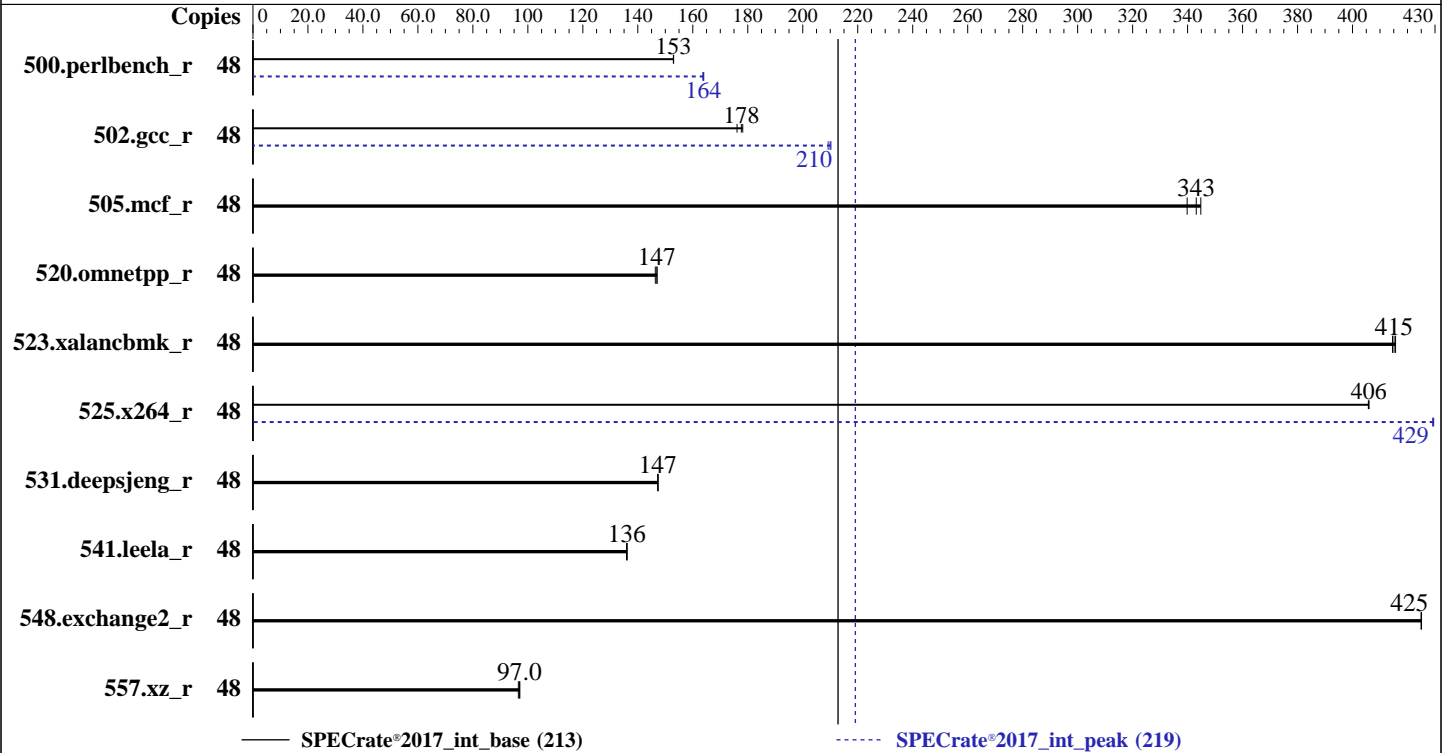 Copies 0 20.0 40.0 60.0 80.0 100 120 140 160 180 200 220 240 260 280 300 320 340 360 380 400 430
153
500.perlbench_r 48
164
178
502.gcc_r 48
210
343
505.mcf_r 48
147
520.omnetpp_r 48
415
523.xalancbmk_r 48
406
525.x264_r 48
429
147
531.deepsjeng_r 48
136
541.leela_r 48
425
548.exchange2_r 48
97.0
557.xz_r 48
SPECrate®2017_int_base (213) SPECrate®2017_int_peak (219)